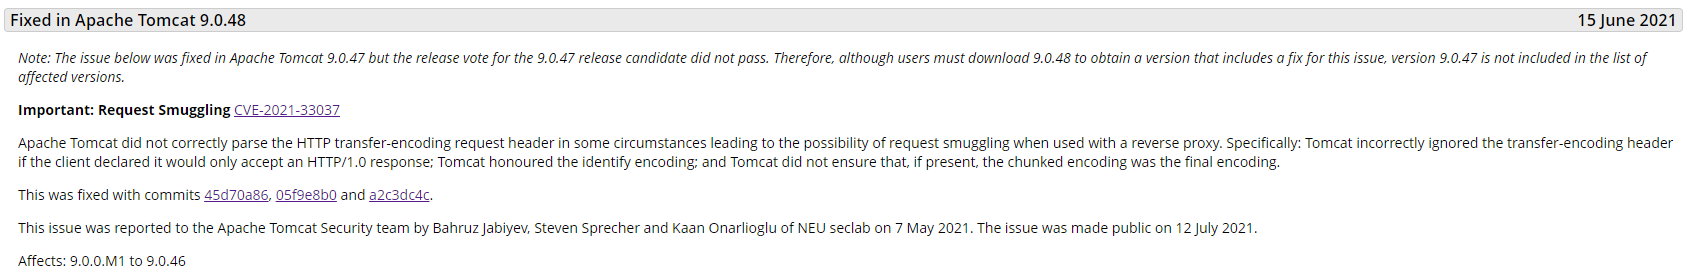 Fixed in Apache Tomcat 9.0.48 15 June 2021
Note: The issue below was fixed in Apache Tomcat 9.0.47 but the release vote for the 9.0.47 release candidate did not pass. Therefore, although users must download 9.0.48 to obtain a version that includes a fix for this issue, version 9.0.47 is not included in the list of
affected versions.
Important: Request Smuggling CVE-2021-33037
Apache Tomcat did not correctly parse the HTTP transfer-encoding request header in some circumstances leading to the possibility of request smuggling when used with a reverse proxy. Specifically: Tomcat incorrectly ignored the transfer-encoding header
if the client declared it would only accept an HTTP/1.0 response; Tomcat honoured the identify encoding; and Tomcat did not ensure that, if present, the chunked encoding was the final encoding.
This was fixed with commits 45d70a86, 05f9e8b0 and a2c3dc4c.
This issue was reported to the Apache Tomcat Security team by Bahruz Jabiyev, Steven Sprecher and Kaan Onarlioglu of NEU seclab on 7 May 2021. The issue was made public on 12 July 2021.
Affects: 9.0.0.M1 to 9.0.46